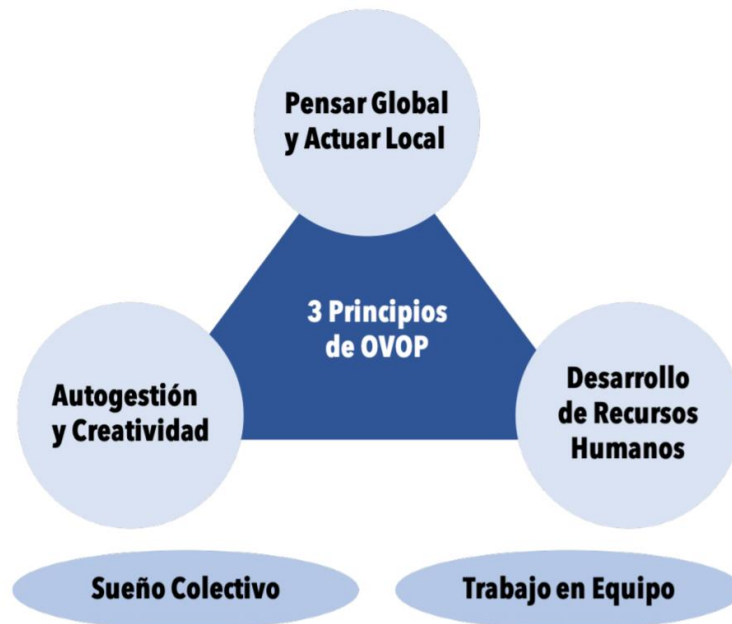 Pensar Global
y Actuar Local
3 Principios
de OVOP
Autogestión
y Creatividad
Desarrollo
de Recursos
Humanos
Sueño Colectivo
Trabajo en Equipo